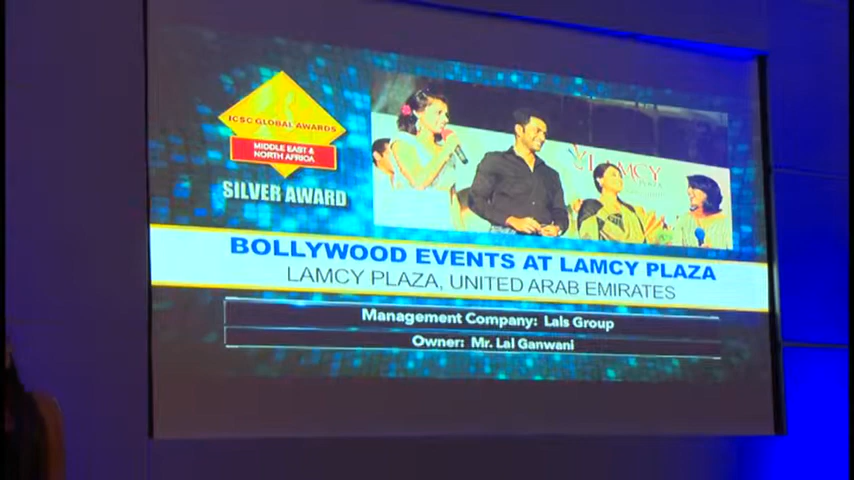 ICSC GLOBAL AWARDS
MIDDLE EAST &
NORTH AFRICA
SILVER AWARD
LAMCY
PLAZA
BOLLYWOOD EVENTS AT LAMCY PLAZA
LAMCY PLAZA, UNITED ARAB EMIRATES
Management Company: Lals Group
Owner: Mr. Lal Ganwani